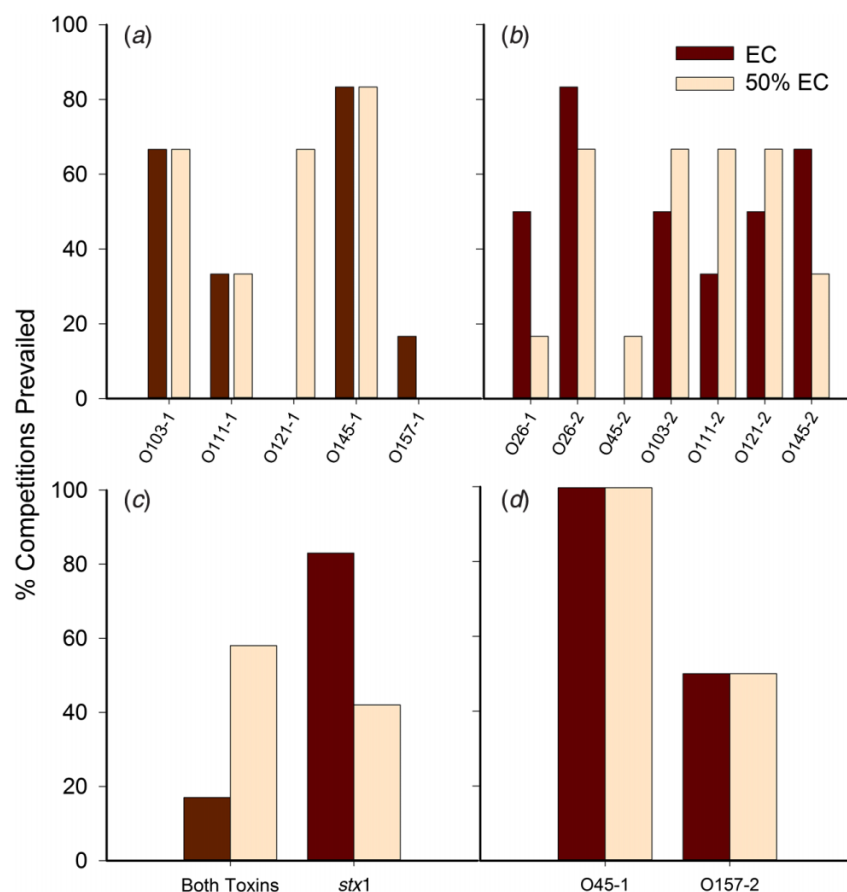 % Competitions Prevailed
(a)
100
80
60
40
20
0
O103-1
O111-1
O121-1
O145-1
O157-1
(b)
EC
50% EC
O26-1
O26-2
O45-2
O103-2
O111-2
O121-2
O145-2
(c)
100
80
60
40
20
0
Both Toxins
stx1
(d)
O45-1
O157-2